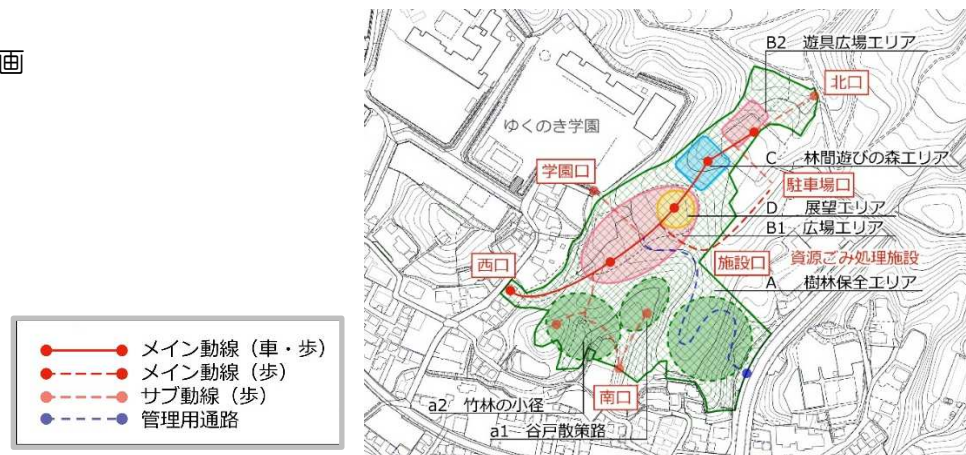 画
B2 遊具広場エリア
北口
ゆくのき学園
C 林間遊びの森エリア
学園口
駐車場口
D 展望エリア
B1 広場エリア
西口
施設口
資源ごみ処理施設
A 樹林保全エリア
メイン動線(車・歩)
メイン動線(歩)
サブ動線(歩)
管理用通路
a2 竹林の小径
南口
a1 谷戸散策路